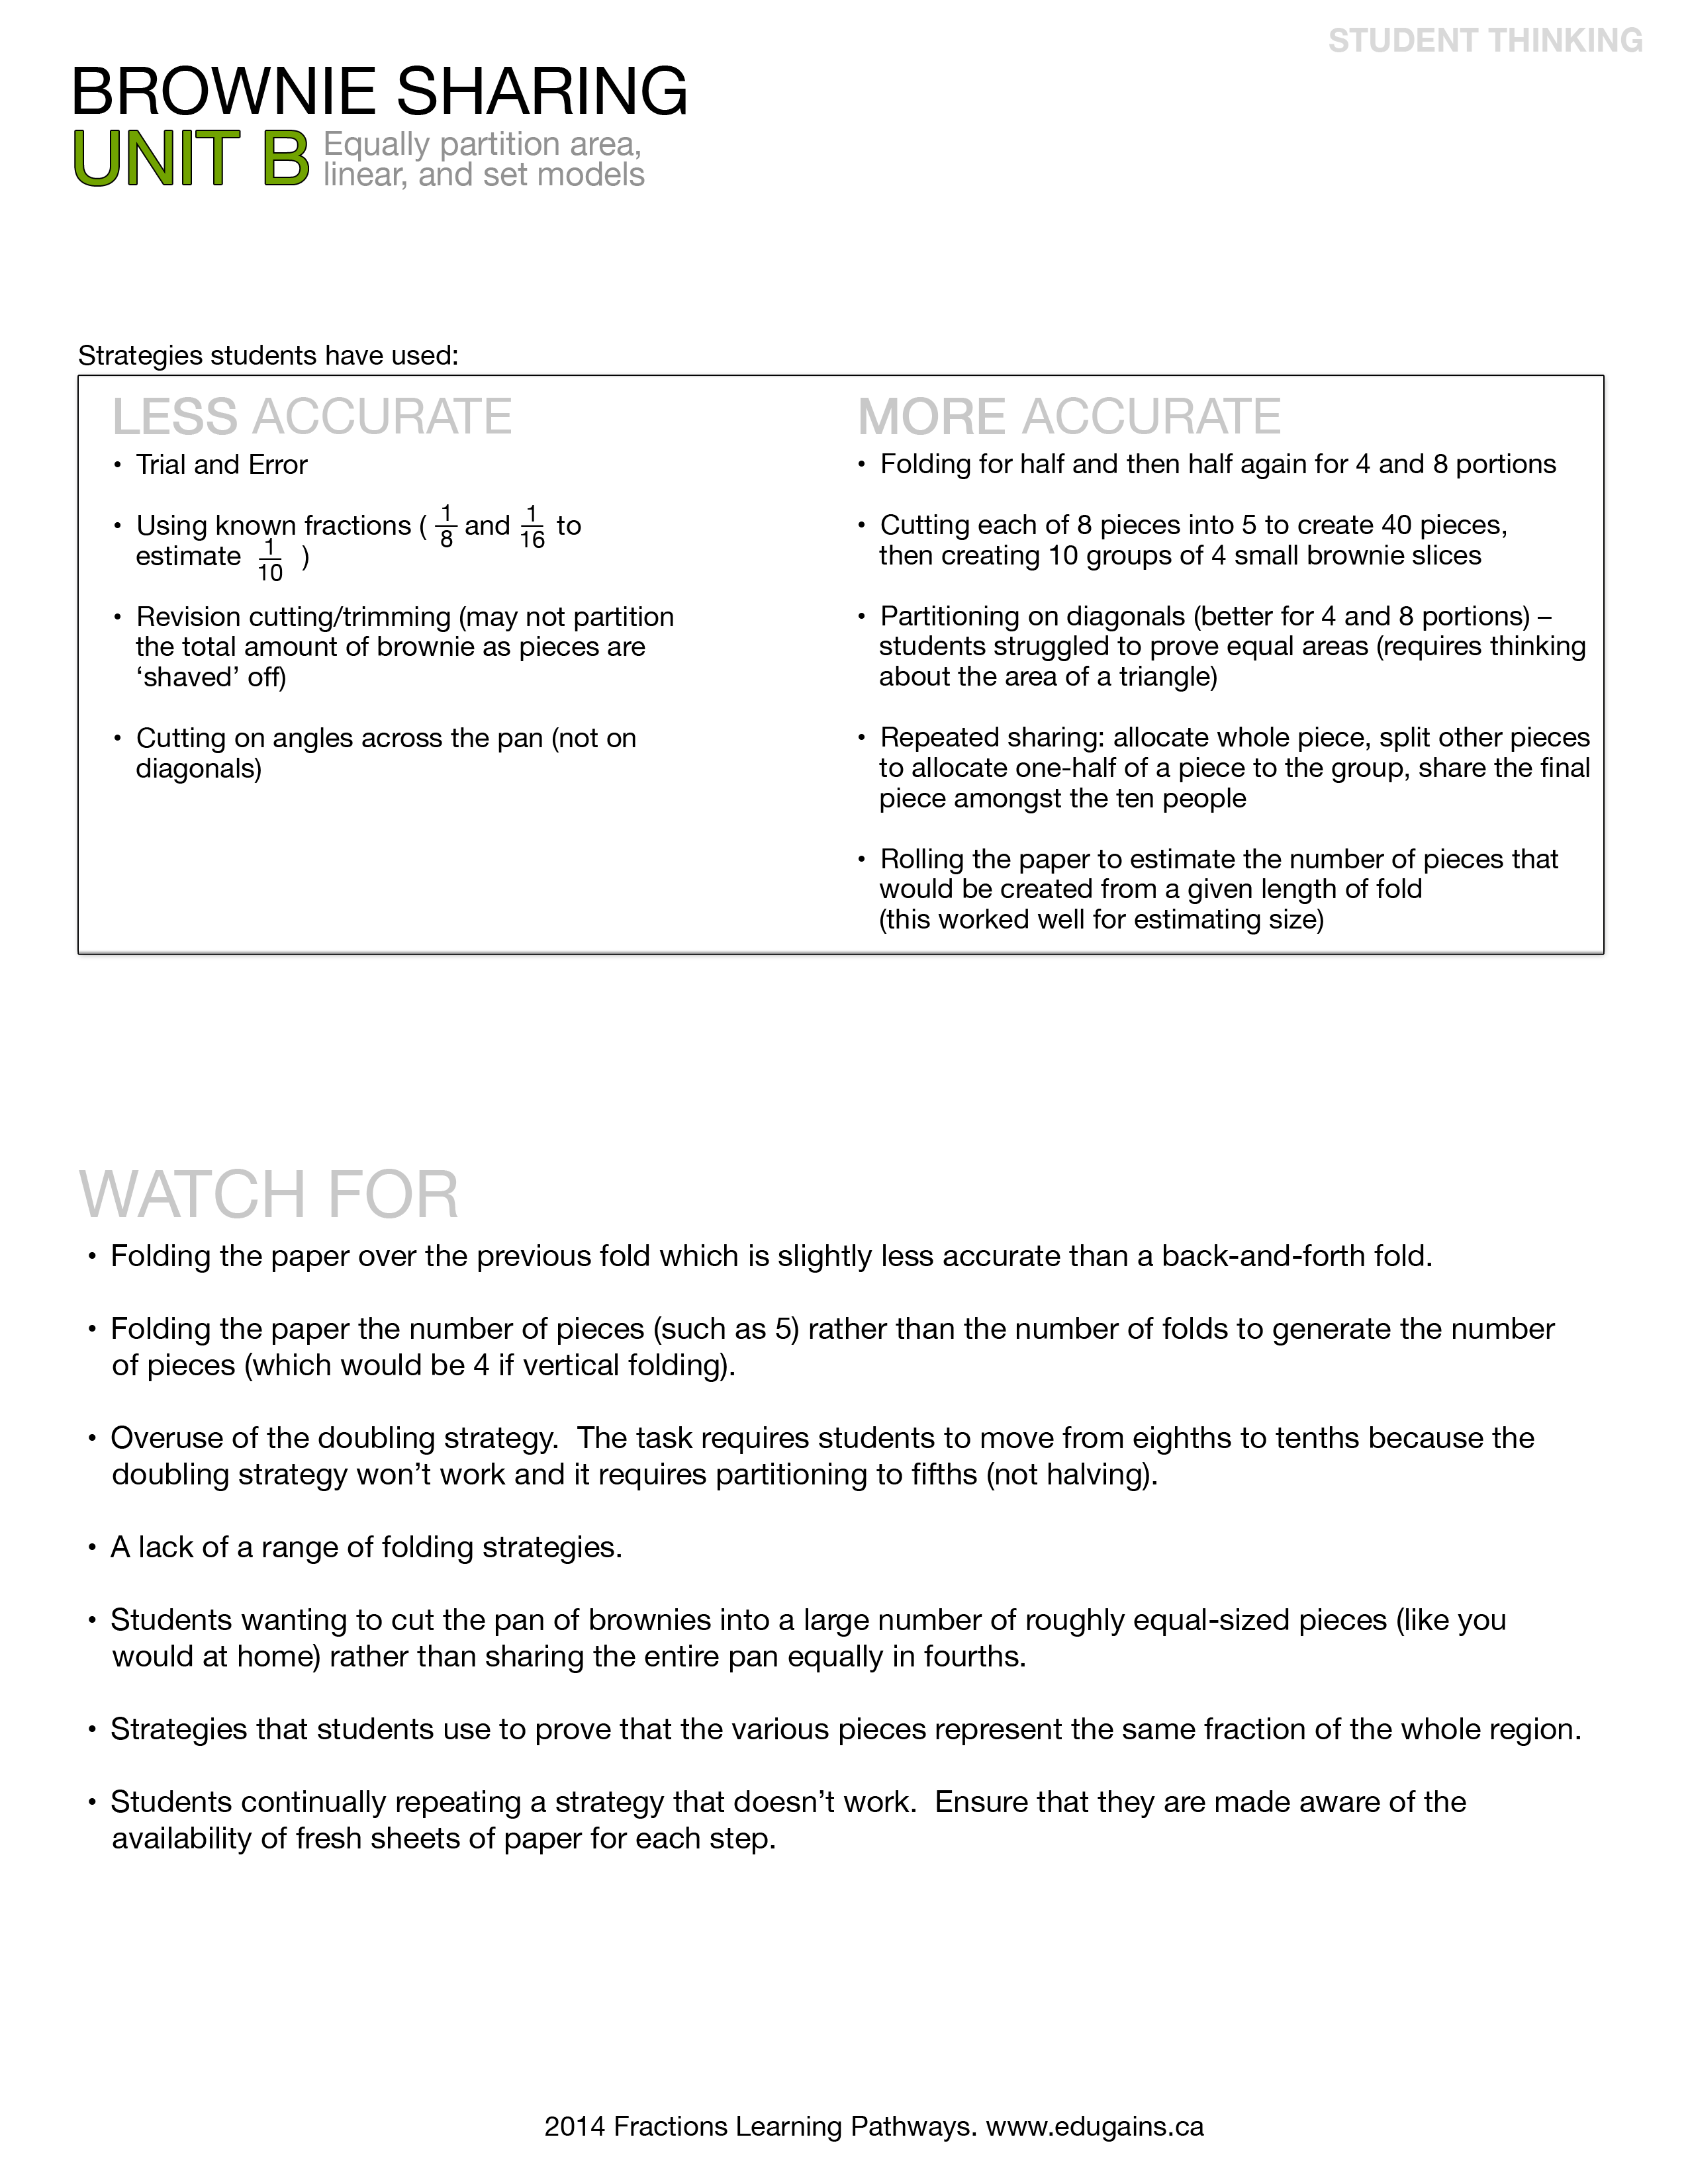 STUDENT THINKING
BROWNIE SHARING
UNIT B Equally partition area,
linear, and set models
Strategies students have used:
LESS ACCURATE
• Trial and Error
• Using known fractions ( 1/8 and 1/16 to
estimate 1/10 )
• Revision cutting/trimming (may not partition
the total amount of brownie as pieces are
‘shaved’ off)
• Cutting on angles across the pan (not on
diagonals)
MORE ACCURATE
• Folding for half and then half again for 4 and 8 portions
• Cutting each of 8 pieces into 5 to create 40 pieces,
then creating 10 groups of 4 small brownie slices
• Partitioning on diagonals (better for 4 and 8 portions) –
students struggled to prove equal areas (requires thinking
about the area of a triangle)
• Repeated sharing: allocate whole piece, split other pieces
to allocate one-half of a piece to the group, share the final
piece amongst the ten people
• Rolling the paper to estimate the number of pieces that
would be created from a given length of fold
(this worked well for estimating size)
WATCH FOR
• Folding the paper over the previous fold which is slightly less accurate than a back-and-forth fold.
• Folding the paper the number of pieces (such as 5) rather than the number of folds to generate the number
of pieces (which would be 4 if vertical folding).
• Overuse of the doubling strategy.  The task requires students to move from eighths to tenths because the
doubling strategy won’t work and it requires partitioning to fifths (not halving).
• A lack of a range of folding strategies.
• Students wanting to cut the pan of brownies into a large number of roughly equal-sized pieces (like you
would at home) rather than sharing the entire pan equally in fourths.
• Strategies that students use to prove that the various pieces represent the same fraction of the whole region.
• Students continually repeating a strategy that doesn’t work.  Ensure that they are made aware of the
availability of fresh sheets of paper for each step.
2014 Fractions Learning Pathways. www.edugains.ca